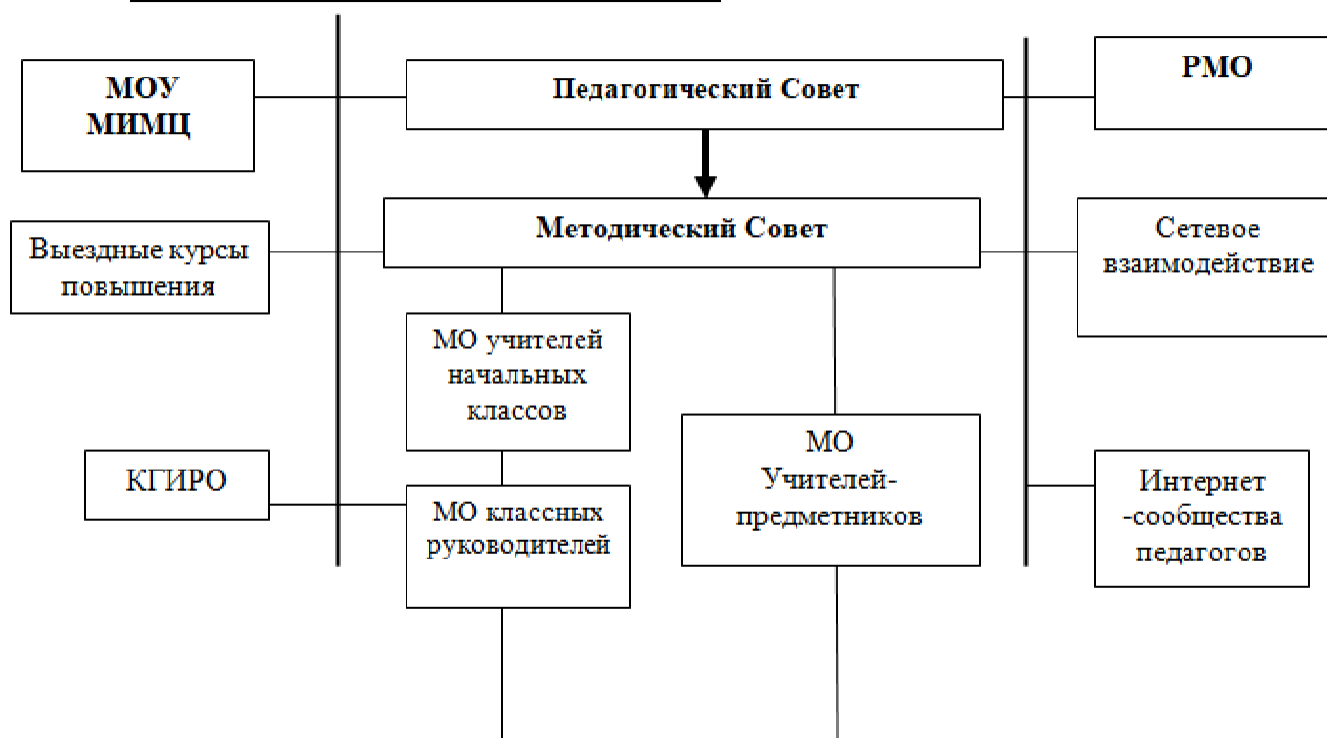 МОУ
МИМЦ
Педагогический Совет
РМО
Выездные курсы
повышения
Методический Совет
Сетевое
взаимодействие
МО учителей
начальных
классов
КГИРО
МО классных
руководителей
МО
Учителей-
предметников
Интернет
-сообщества
педагогов